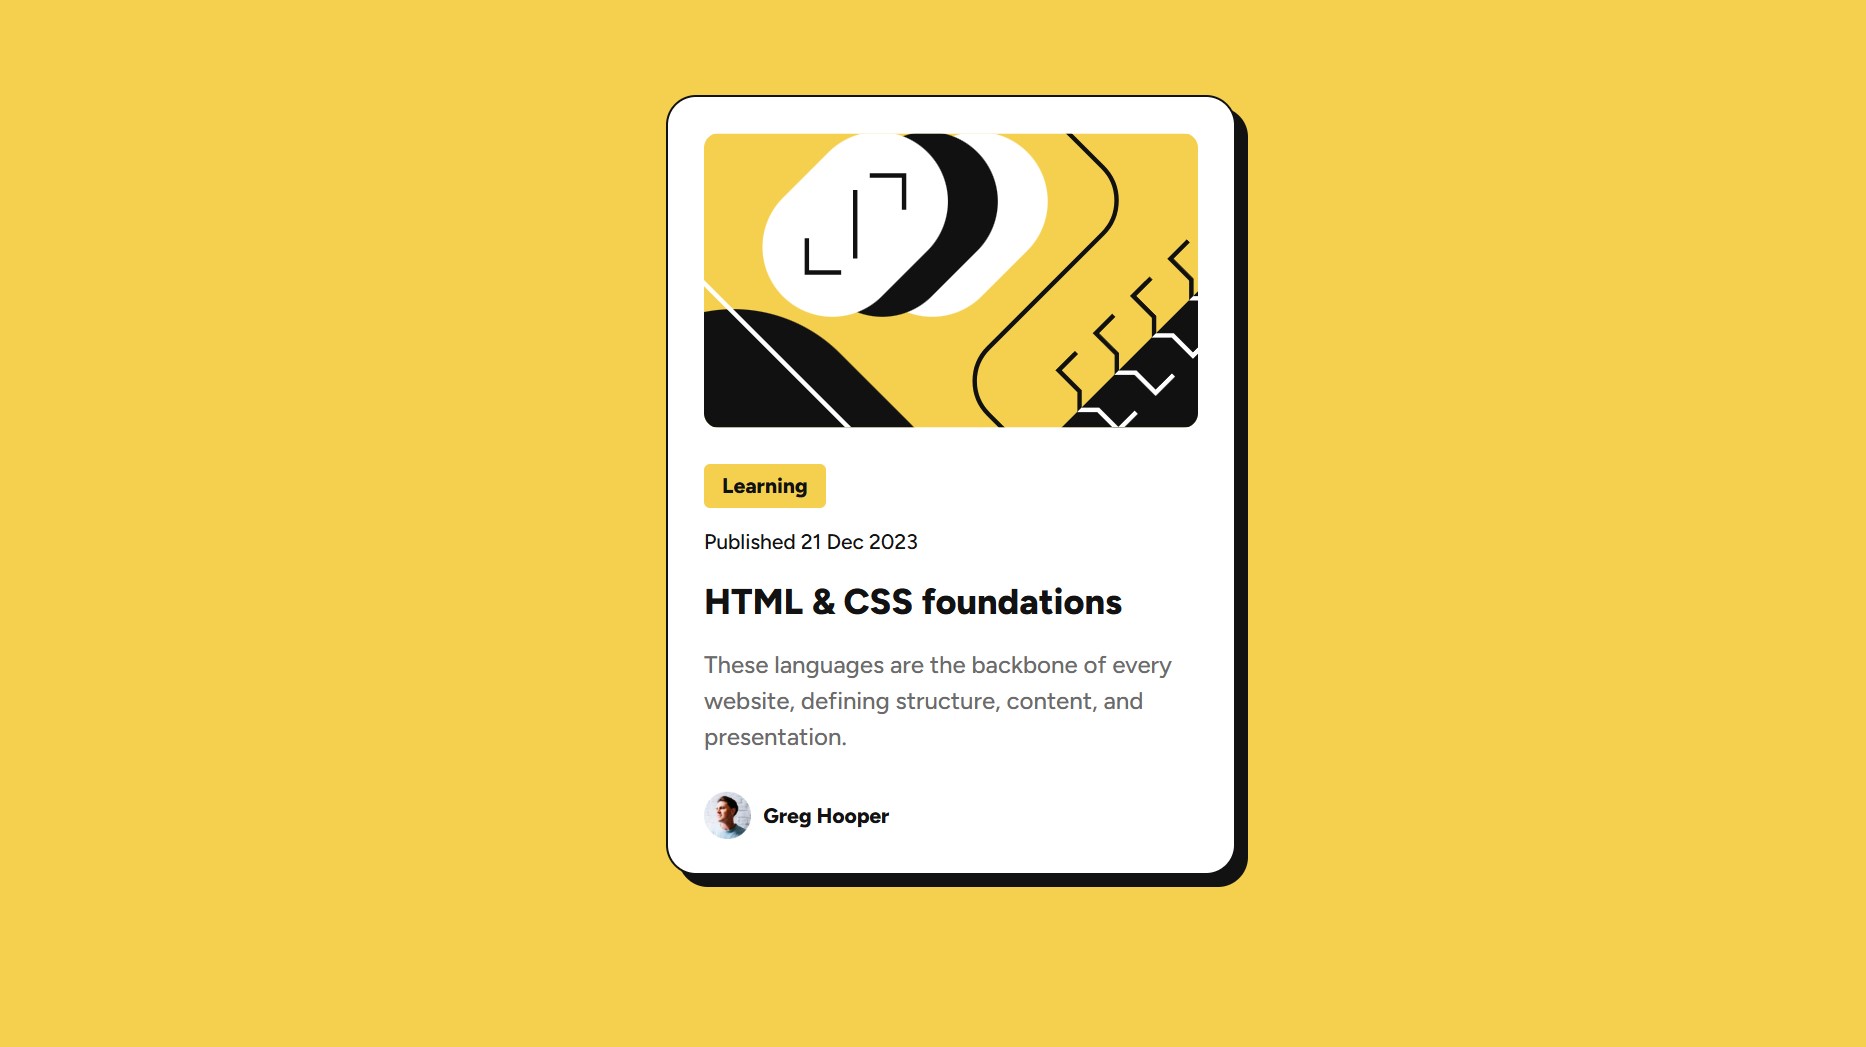 Learning
Published 21 Dec 2023
HTML & CSS foundations
These languages are the backbone of every
website, defining structure, content, and
presentation.
Greg Hooper